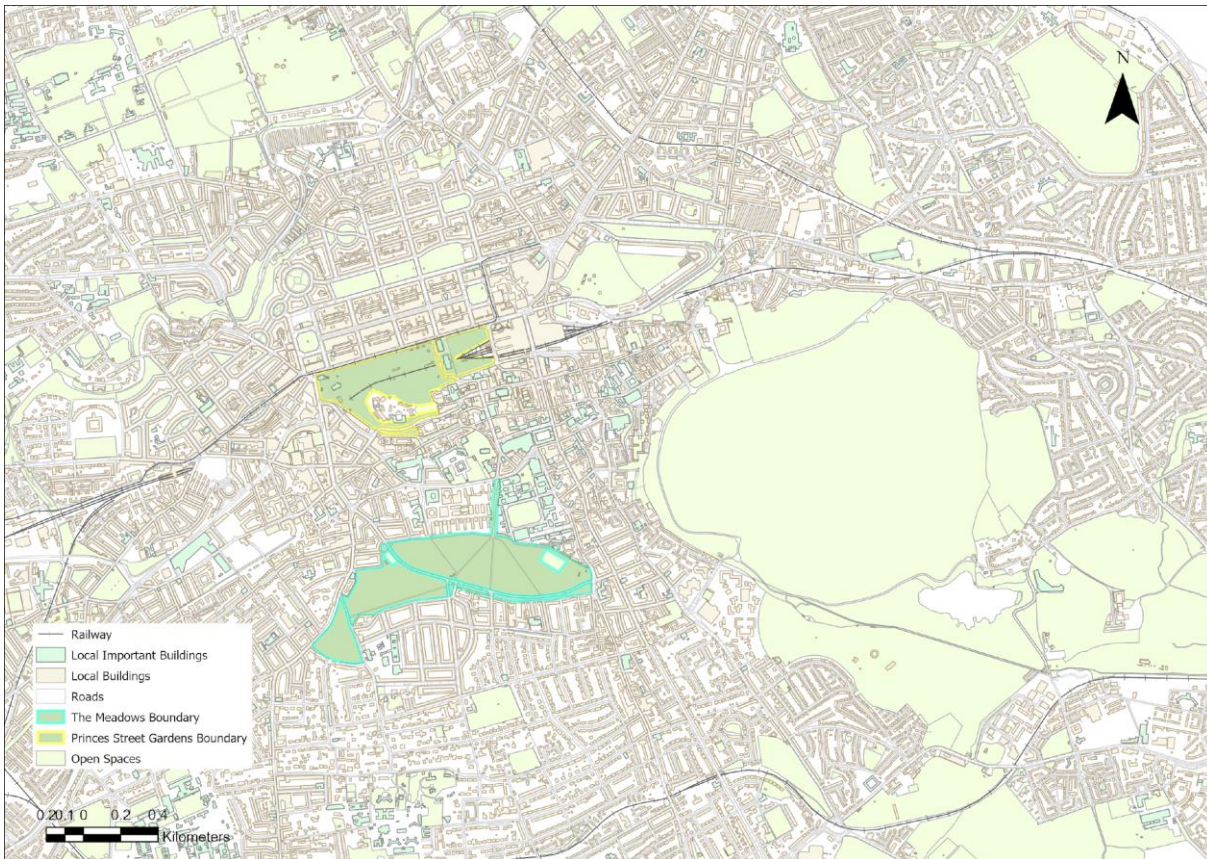 N
Railway
Local Important Buildings
Local Buildings
Roads
The Meadows Boundary
Princes Street Gardens Boundary
Open Spaces
0.20.1 0 0.2 0.4
Kilometers